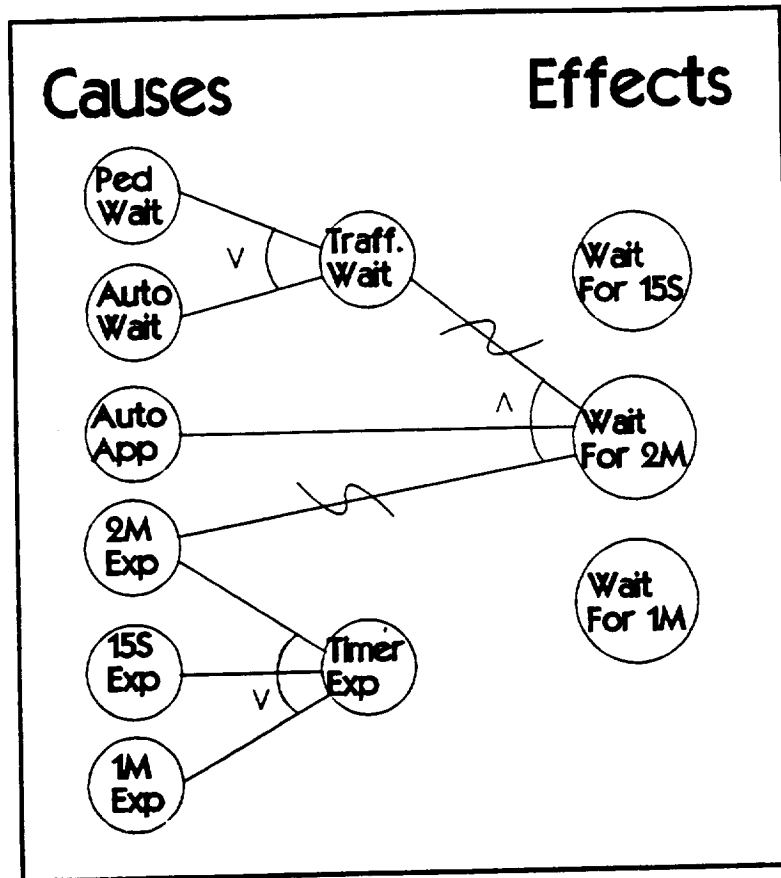 Causes
Effects
Ped
Wait
V
Auto
Wait
Traff.
Wait
Wait
For 15S
Auto
App
Λ
Wait
For 2M
2M
Exp
15S
Exp
V
Timer
Exp
Wait
For 1M
1M
Exp